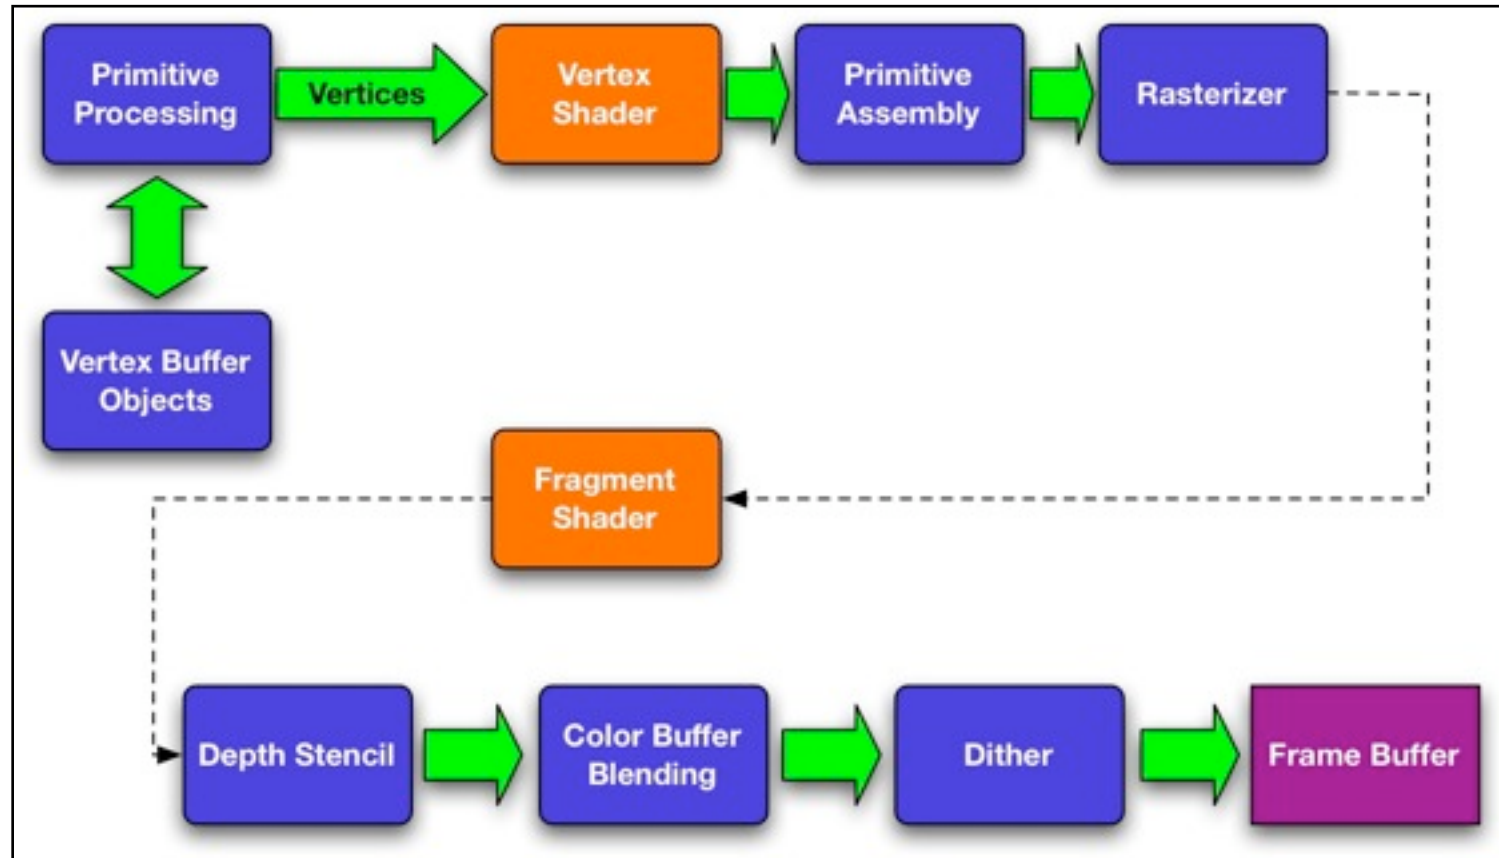 Primitive
Processing
Vertices
Vertex
Shader
Primitive
Assembly
Rasterizer
Vertex Buffer
Objects
Fragment
Shader
Depth Stencil
Color Buffer
Blending
Dither
Frame Buffer